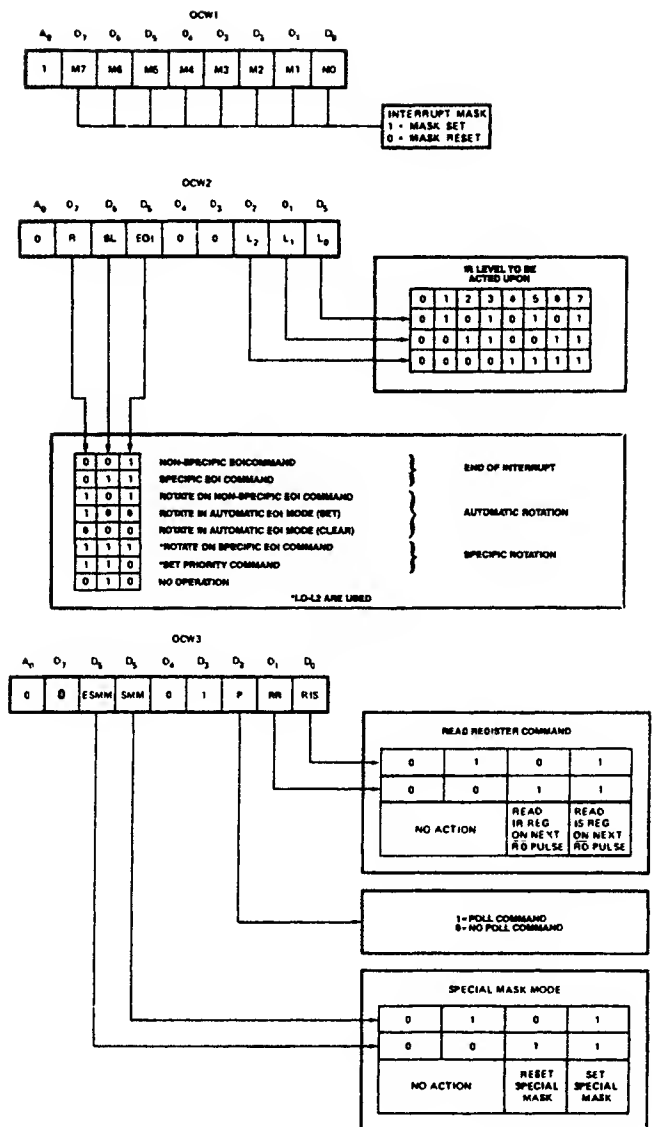 OCW1
A0 D7 D6 D5 D4 D3 D2 D1 D0
1 M7 M6 M5 M4 M3 M2 M1 M0
INTERRUPT MASK
1 = MASK SET
0 = MASK RESET
OCW2
A0 D7 D6 D5 D4 D3 D2 D1 D0
0 R SL EOI 0 0 L2 L1 L0
IR LEVEL TO BE
ACTED UPON
0 1 2 3 4 5 6 7
0 1 0 1 0 1 0 1
0 0 1 1 0 0 1 1
0 0 0 0 1 1 1 1
0 0 1 NON-SPECIFIC EOICOMMAND
0 1 1 SPECIFIC EOI COMMAND
END OF INTERRUPT
1 0 1 ROTATE ON NON-SPECIFIC EOI COMMAND
1 0 0 ROTATE IN AUTOMATIC EOI MODE (SET)
0 0 0 ROTATE IN AUTOMATIC EOI MODE (CLEAR)
AUTOMATIC ROTATION
1 1 1 *ROTATE ON SPECIFIC EOI COMMAND
1 1 0 *SET PRIORITY COMMAND
SPECIFIC ROTATION
0 1 0 NO OPERATION
*LO-L2 ARE USED
OCW3
A0 D7 D6 D5 D4 D3 D2 D1 D0
0 0 ESMM SMM 0 1 P RR RIS
READ REGISTER COMMAND
0 1 0 1
0 0 1 1
NO ACTION
READ
IR REG
ON NEXT
RD PULSE
READ
IS REG
ON NEXT
RD PULSE
1 = POLL COMMAND
0 = NO POLL COMMAND
SPECIAL MASK MODE
0 1 0 1
0 0 1 1
NO ACTION
RESET
SPECIAL
MASK
SET
SPECIAL
MASK